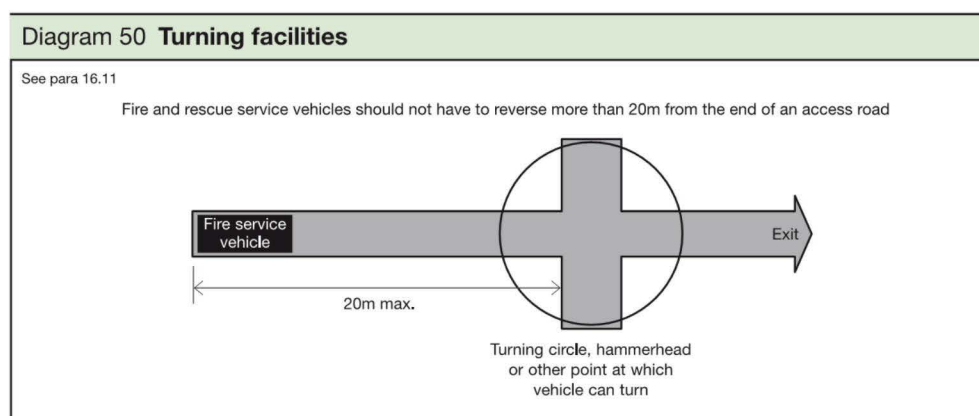 Diagram 50 Turning facilities
See para 16.11
Fire and rescue service vehicles should not have to reverse more than 20m from the end of an access road
Fire service
vehicle
Exit
20m max.
Turning circle, hammerhead
or other point at which
vehicle can turn